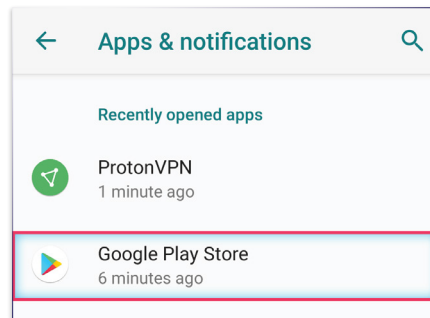 Apps & notifications
Recently opened apps
ProtonVPN
1 minute ago
Google Play Store
6 minutes ago